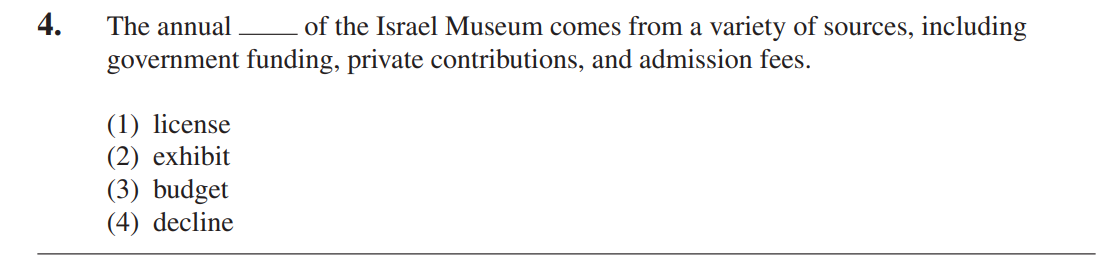 4. The annual ____ of the Israel Museum comes from a variety of sources, including
government funding, private contributions, and admission fees.
(1) license
(2) exhibit
(3) budget
(4) decline